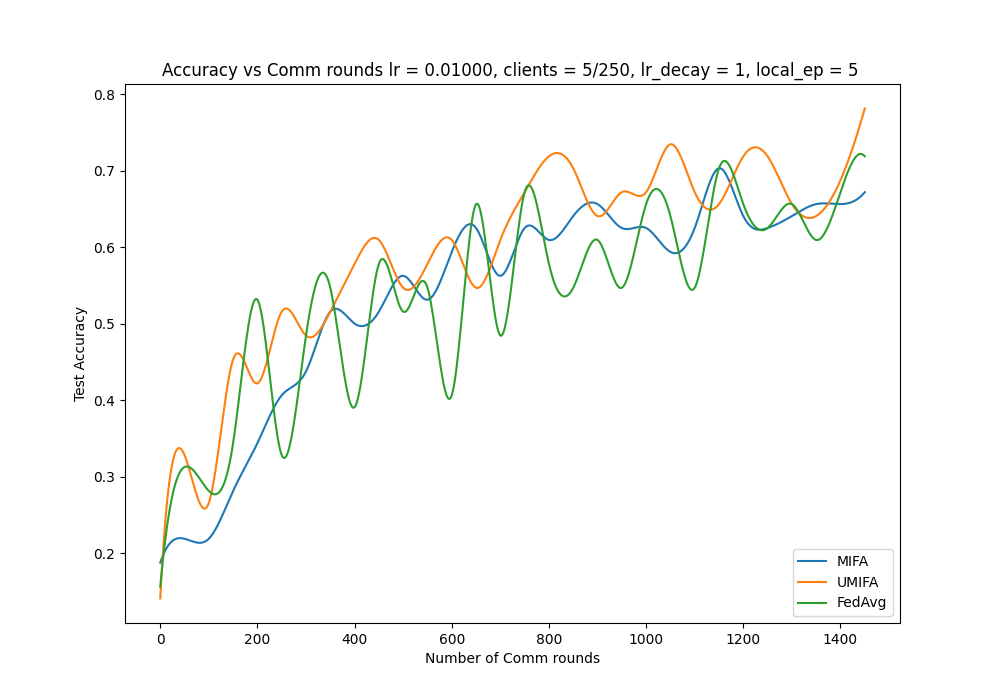 Accuracy vs Comm rounds lr = 0.01000, clients = 5/250, lr_decay = 1, local_ep = 5
Test Accuracy
0.8
0.7
0.6
0.5
0.4
0.3
0.2
MIFA
UMIFA
FedAvg
0 200 400 600 800 1000 1200 1400
Number of Comm rounds